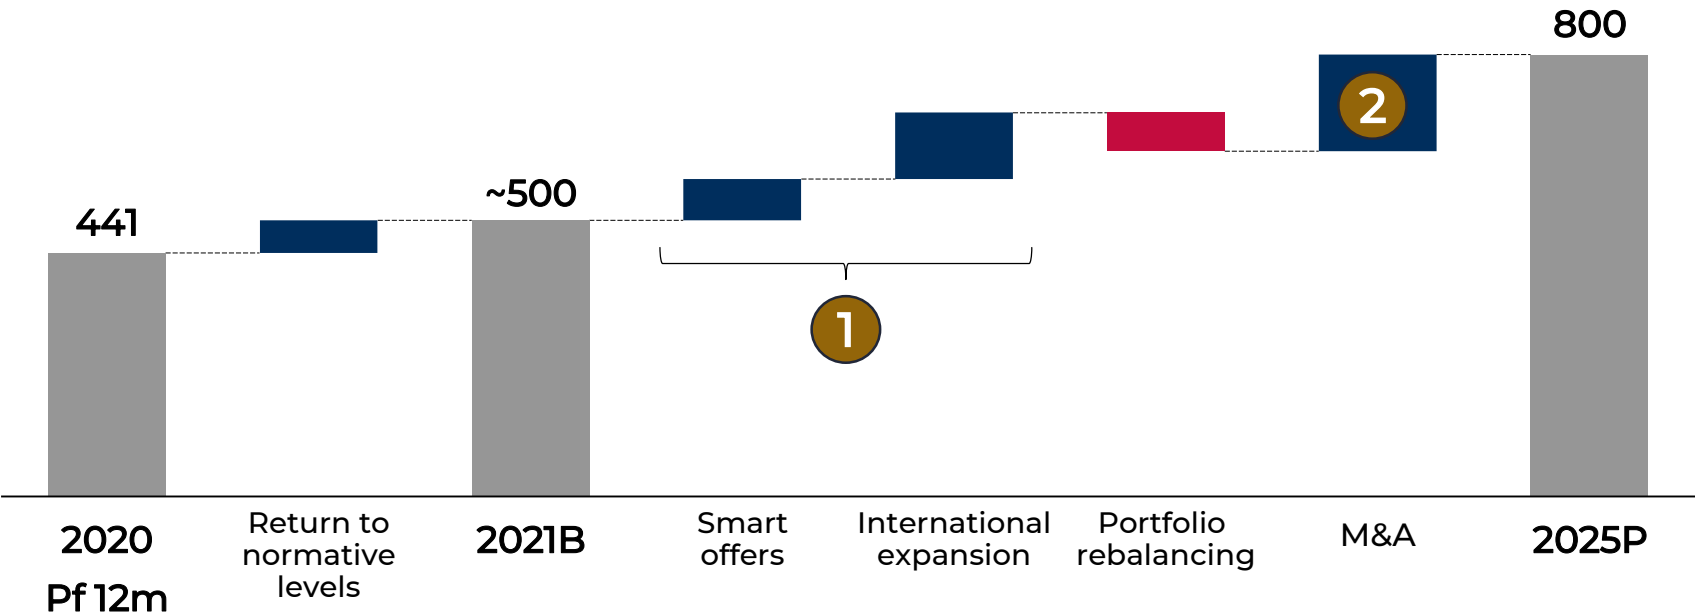 800
2
~500
441
1
2020
Pf 12m
Return to
normative
levels
2021B
Smart
offers
International
expansion
Portfolio
rebalancing
M&A
2025P